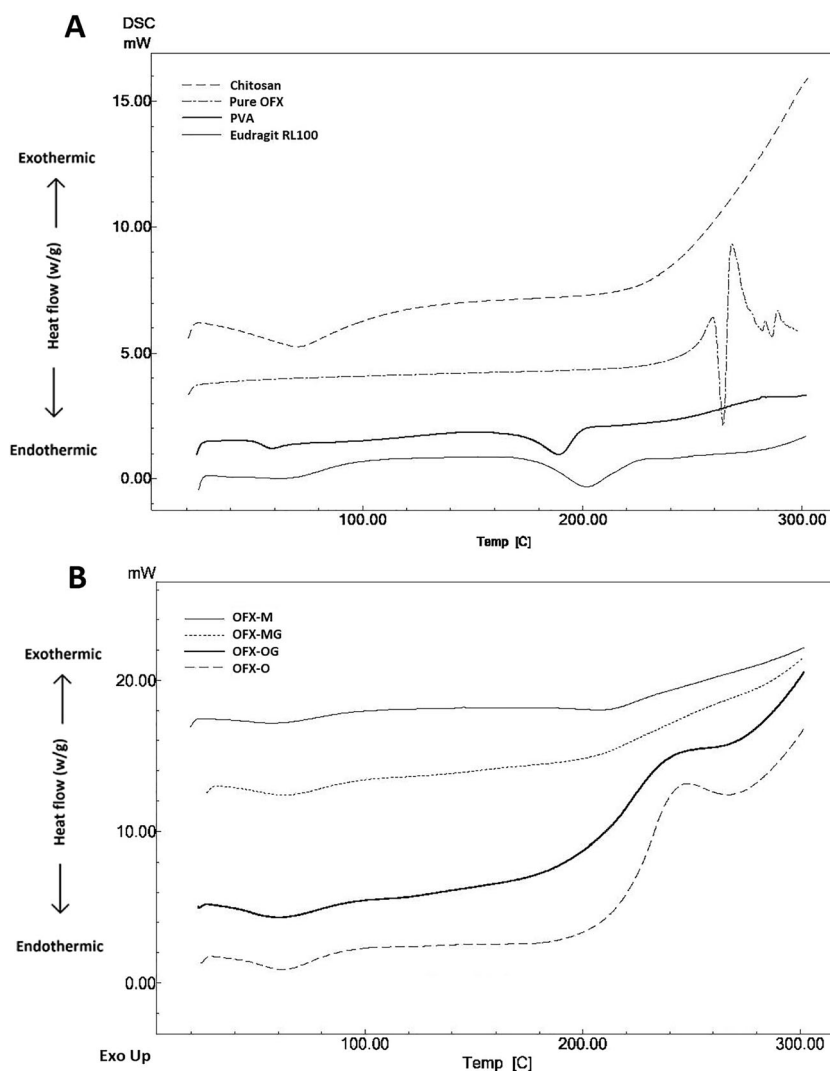 A
DSC
mW
15.00
10.00
5.00
0.00
Chitosan
Pure OFX
PVA
Eudragit RL100
Exothermic
Heat flow (w/g)
Endothermic
100.00
200.00
300.00
Temp [C]
B
mW
20.00
10.00
0.00
OFX-M
OFX-MG
OFX-OG
OFX-O
Exothermic
Heat flow (w/g)
Endothermic
100.00
200.00
300.00
Exo Up
Temp [C]